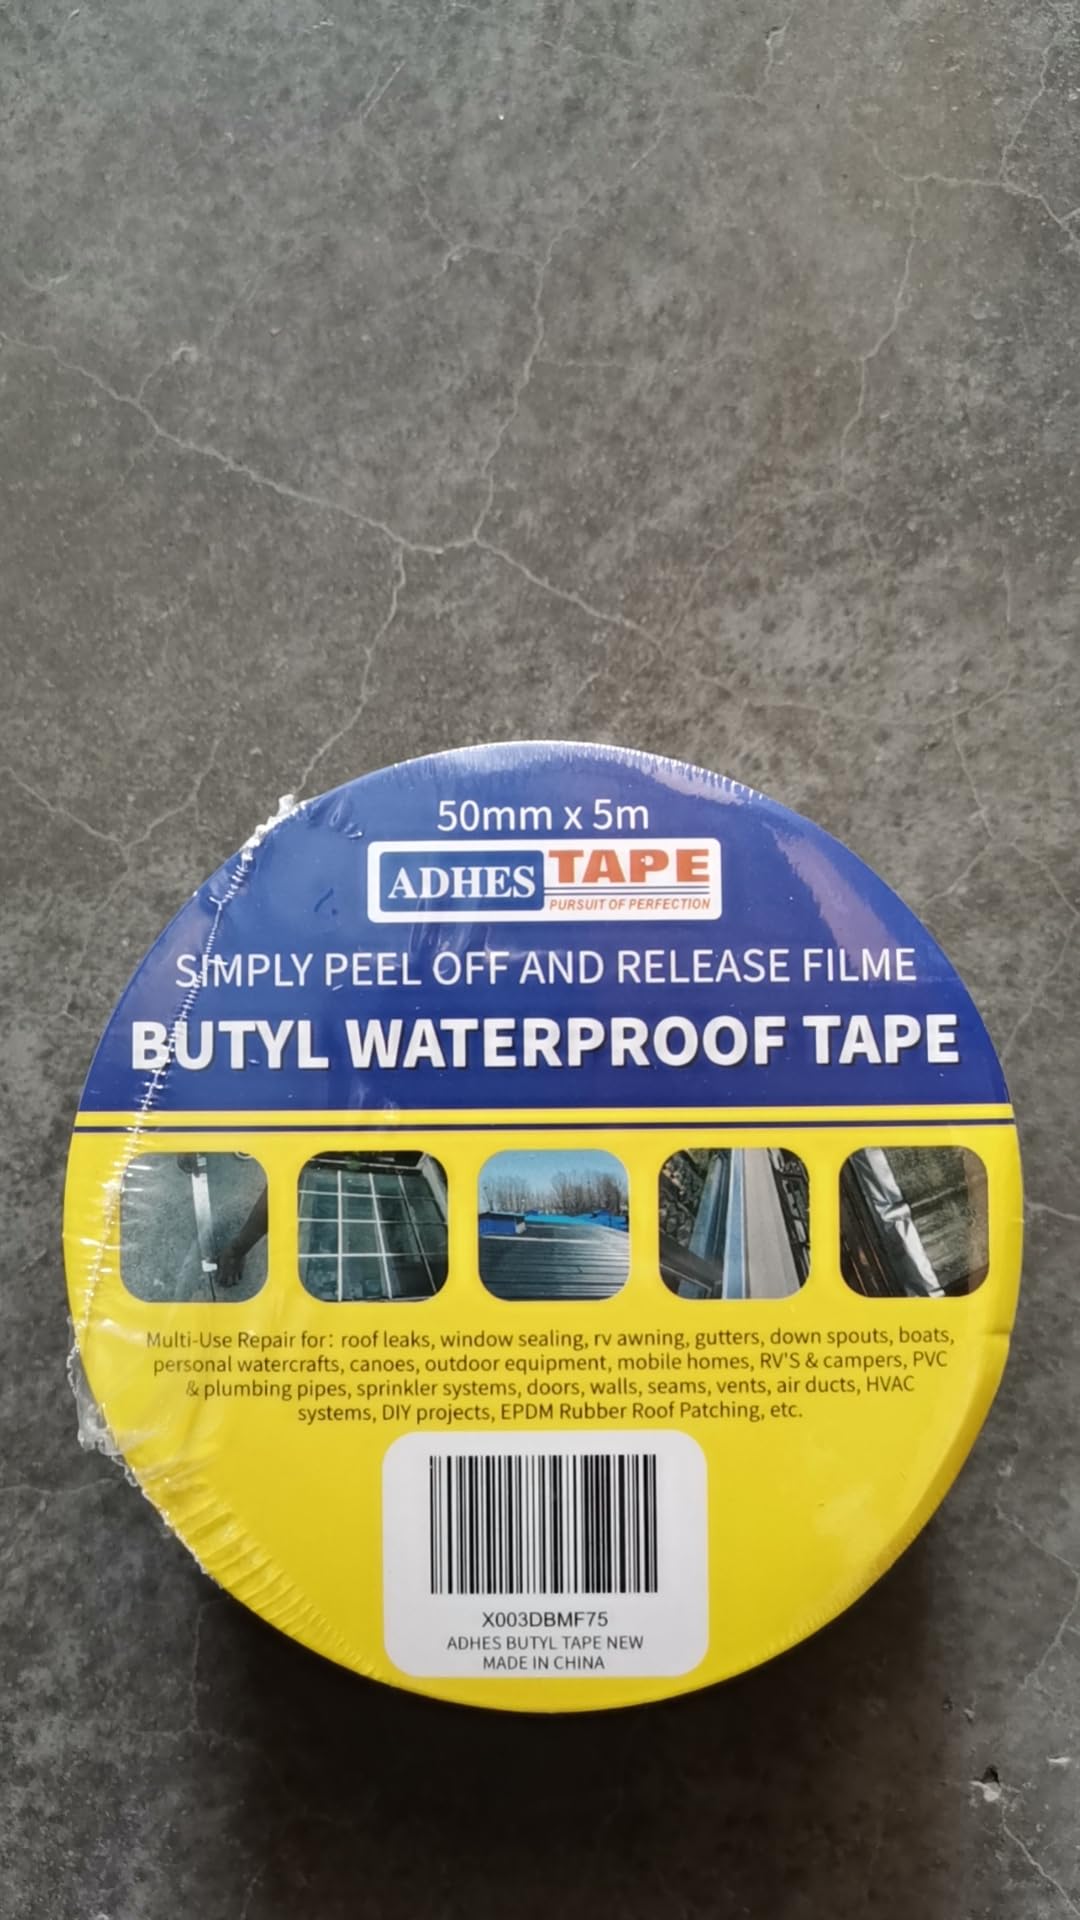 50mm x 5m
ADHES TAPE
PURSUIT OF PERFECTION
SIMPLY PEEL OFF AND RELEASE FILME
BUTYL WATERPROOF TAPE
Multi-Use Repair for: roof leaks, window sealing, rv awning, gutters, down spouts, boats,
personal watercrafts, canoes, outdoor equipment, mobile homes, RV'S & campers, PVC
& plumbing pipes, sprinkler systems, doors, walls, seams, vents, air ducts, HVAC
systems, DIY projects, EPDM Rubber Roof Patching, etc.
X003DBMF75
ADHES BUTYL TAPE NEW
MADE IN CHINA